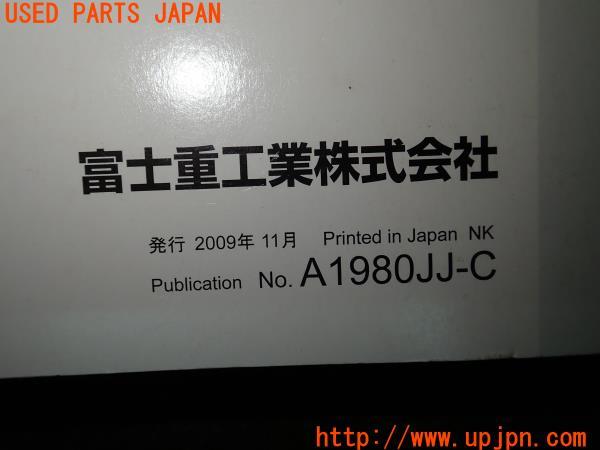 USED PARTS JAPAN
富士重工業株式会社
発行 2009年 11月 Printed in Japan NK
Publication No. A1980JJ-C
http://www.upjpn.com/